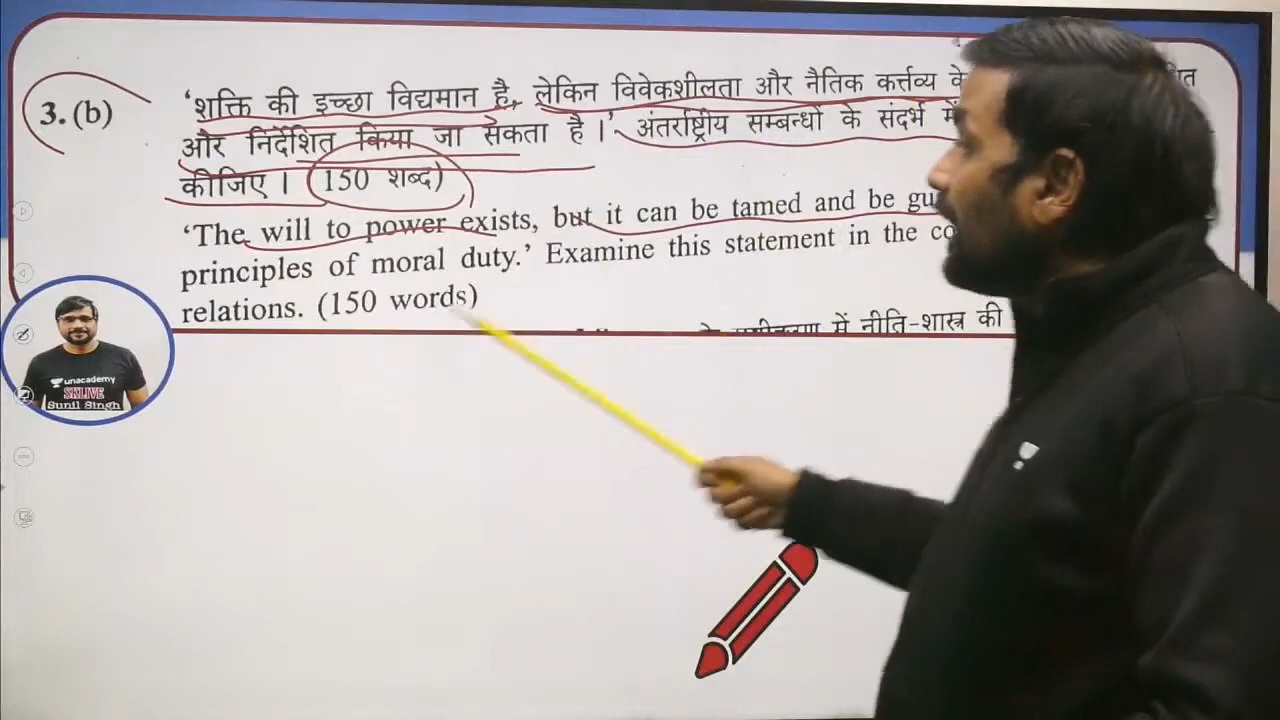 3. (b)
'शक्ति की इच्छा विद्यमान है, लेकिन विवेकशीलता और नैतिक कर्त्तव्य के
और निर्देशित किया जा सकता है।' अंतर्राष्ट्रीय सम्बन्धों के संदर्भ में
कीजिए। (150 शब्द)
'The will to power exists, but it can be tamed and be
principles of moral duty.' Examine this statement in the
relations. (150 words)
में नीति-शास्त्र की
unacademy
SKLIVE
Sunil Singh